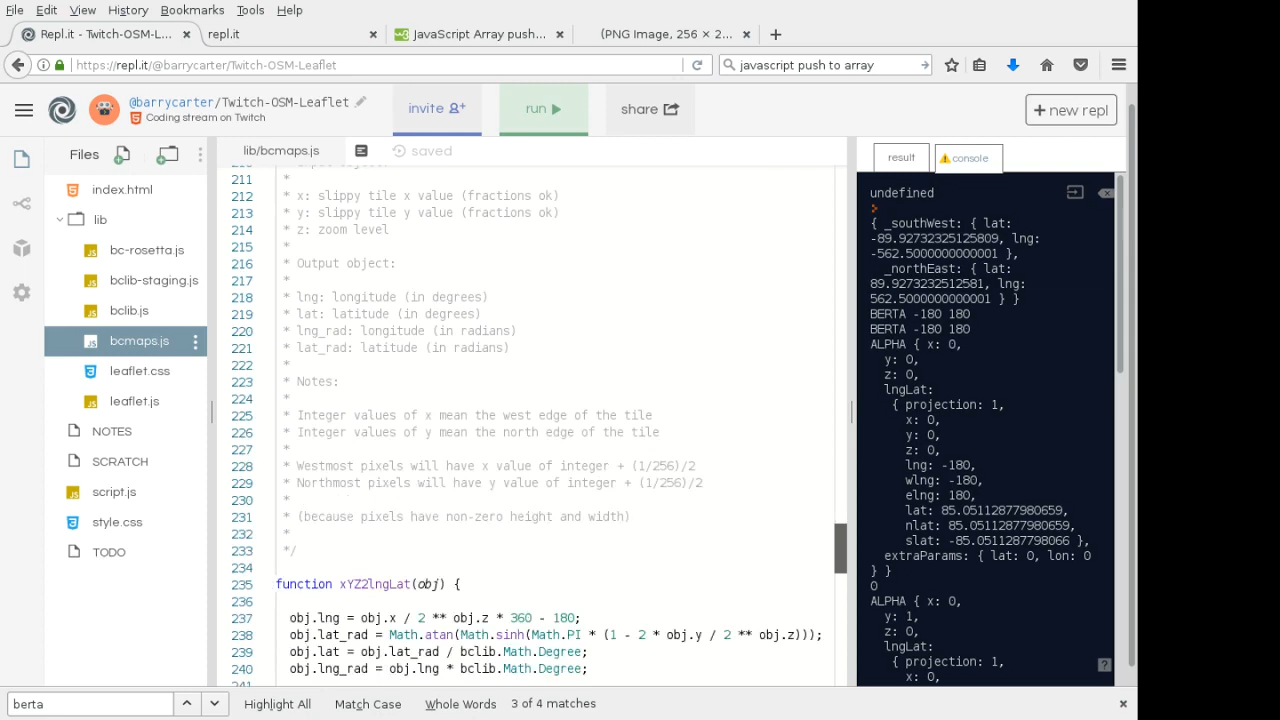 File Edit View History Bookmarks Tools Help
Repl.it - Twitch-OSM-L... × repl.it × JavaScript Array push... × (PNG Image, 256 × 2... × +
https://repl.it/@barrycarter/Twitch-OSM-Leaflet javascript push to array
@barrycarter/Twitch-OSM-Leaflet
Coding stream on Twitch
invite run share + new repl
Files
index.html
lib
bc-rosetta.js
bclib-staging.js
bclib.js
bcmaps.js
leaflet.css
leaflet.js
NOTES
SCRATCH
script.js
style.css
TODO
lib/bcmaps.js saved
211 *
212 * x: slippy tile x value (fractions ok)
213 * y: slippy tile y value (fractions ok)
214 * z: zoom level
215 *
216 * Output object:
217 *
218 * lng: longitude (in degrees)
219 * lat: latitude (in degrees)
220 * lng_rad: longitude (in radians)
221 * lat_rad: latitude (in radians)
222 *
223 * Notes:
224 *
225 * Integer values of x mean the west edge of the tile
226 * Integer values of y mean the north edge of the tile
227 *
228 * Westmost pixels will have x value of integer + (1/256)/2
229 * Northmost pixels will have y value of integer + (1/256)/2
230 *
231 * (because pixels have non-zero height and width)
232 *
233 */
234
235 function xYZ2lngLat(obj) {
236
237 obj.lng = obj.x / 2 ** obj.z * 360 - 180;
238 obj.lat_rad = Math.atan(Math.sinh(Math.PI * (1 - 2 * obj.y / 2 ** obj.z)));
239 obj.lat = obj.lat_rad / bclib.Math.Degree;
240 obj.lng_rad = obj.lng * bclib.Math.Degree;
result console
undefined
{ _southWest: { lat:
-89.92732325125809, lng:
-562.5000000000001 },
_northEast: { lat:
89.9273232512581, lng:
562.5000000000001 } }
BERTA -180 180
BERTA -180 180
ALPHA { x: 0,
y: 0,
z: 0,
lngLat:
{ projection: 1,
x: 0,
y: 0,
z: 0,
lng: -180,
wlng: -180,
elng: 180,
lat: 85.05112877980659,
nlat: 85.05112877980659,
slat: -85.0511287798066 },
extraParams: { lat: 0, lon: 0
} }
0
ALPHA { x: 0,
y: 1,
z: 0,
lngLat:
{ projection: 1,
x: 0,
berta Highlight All Match Case Whole Words 3 of 4 matches ×